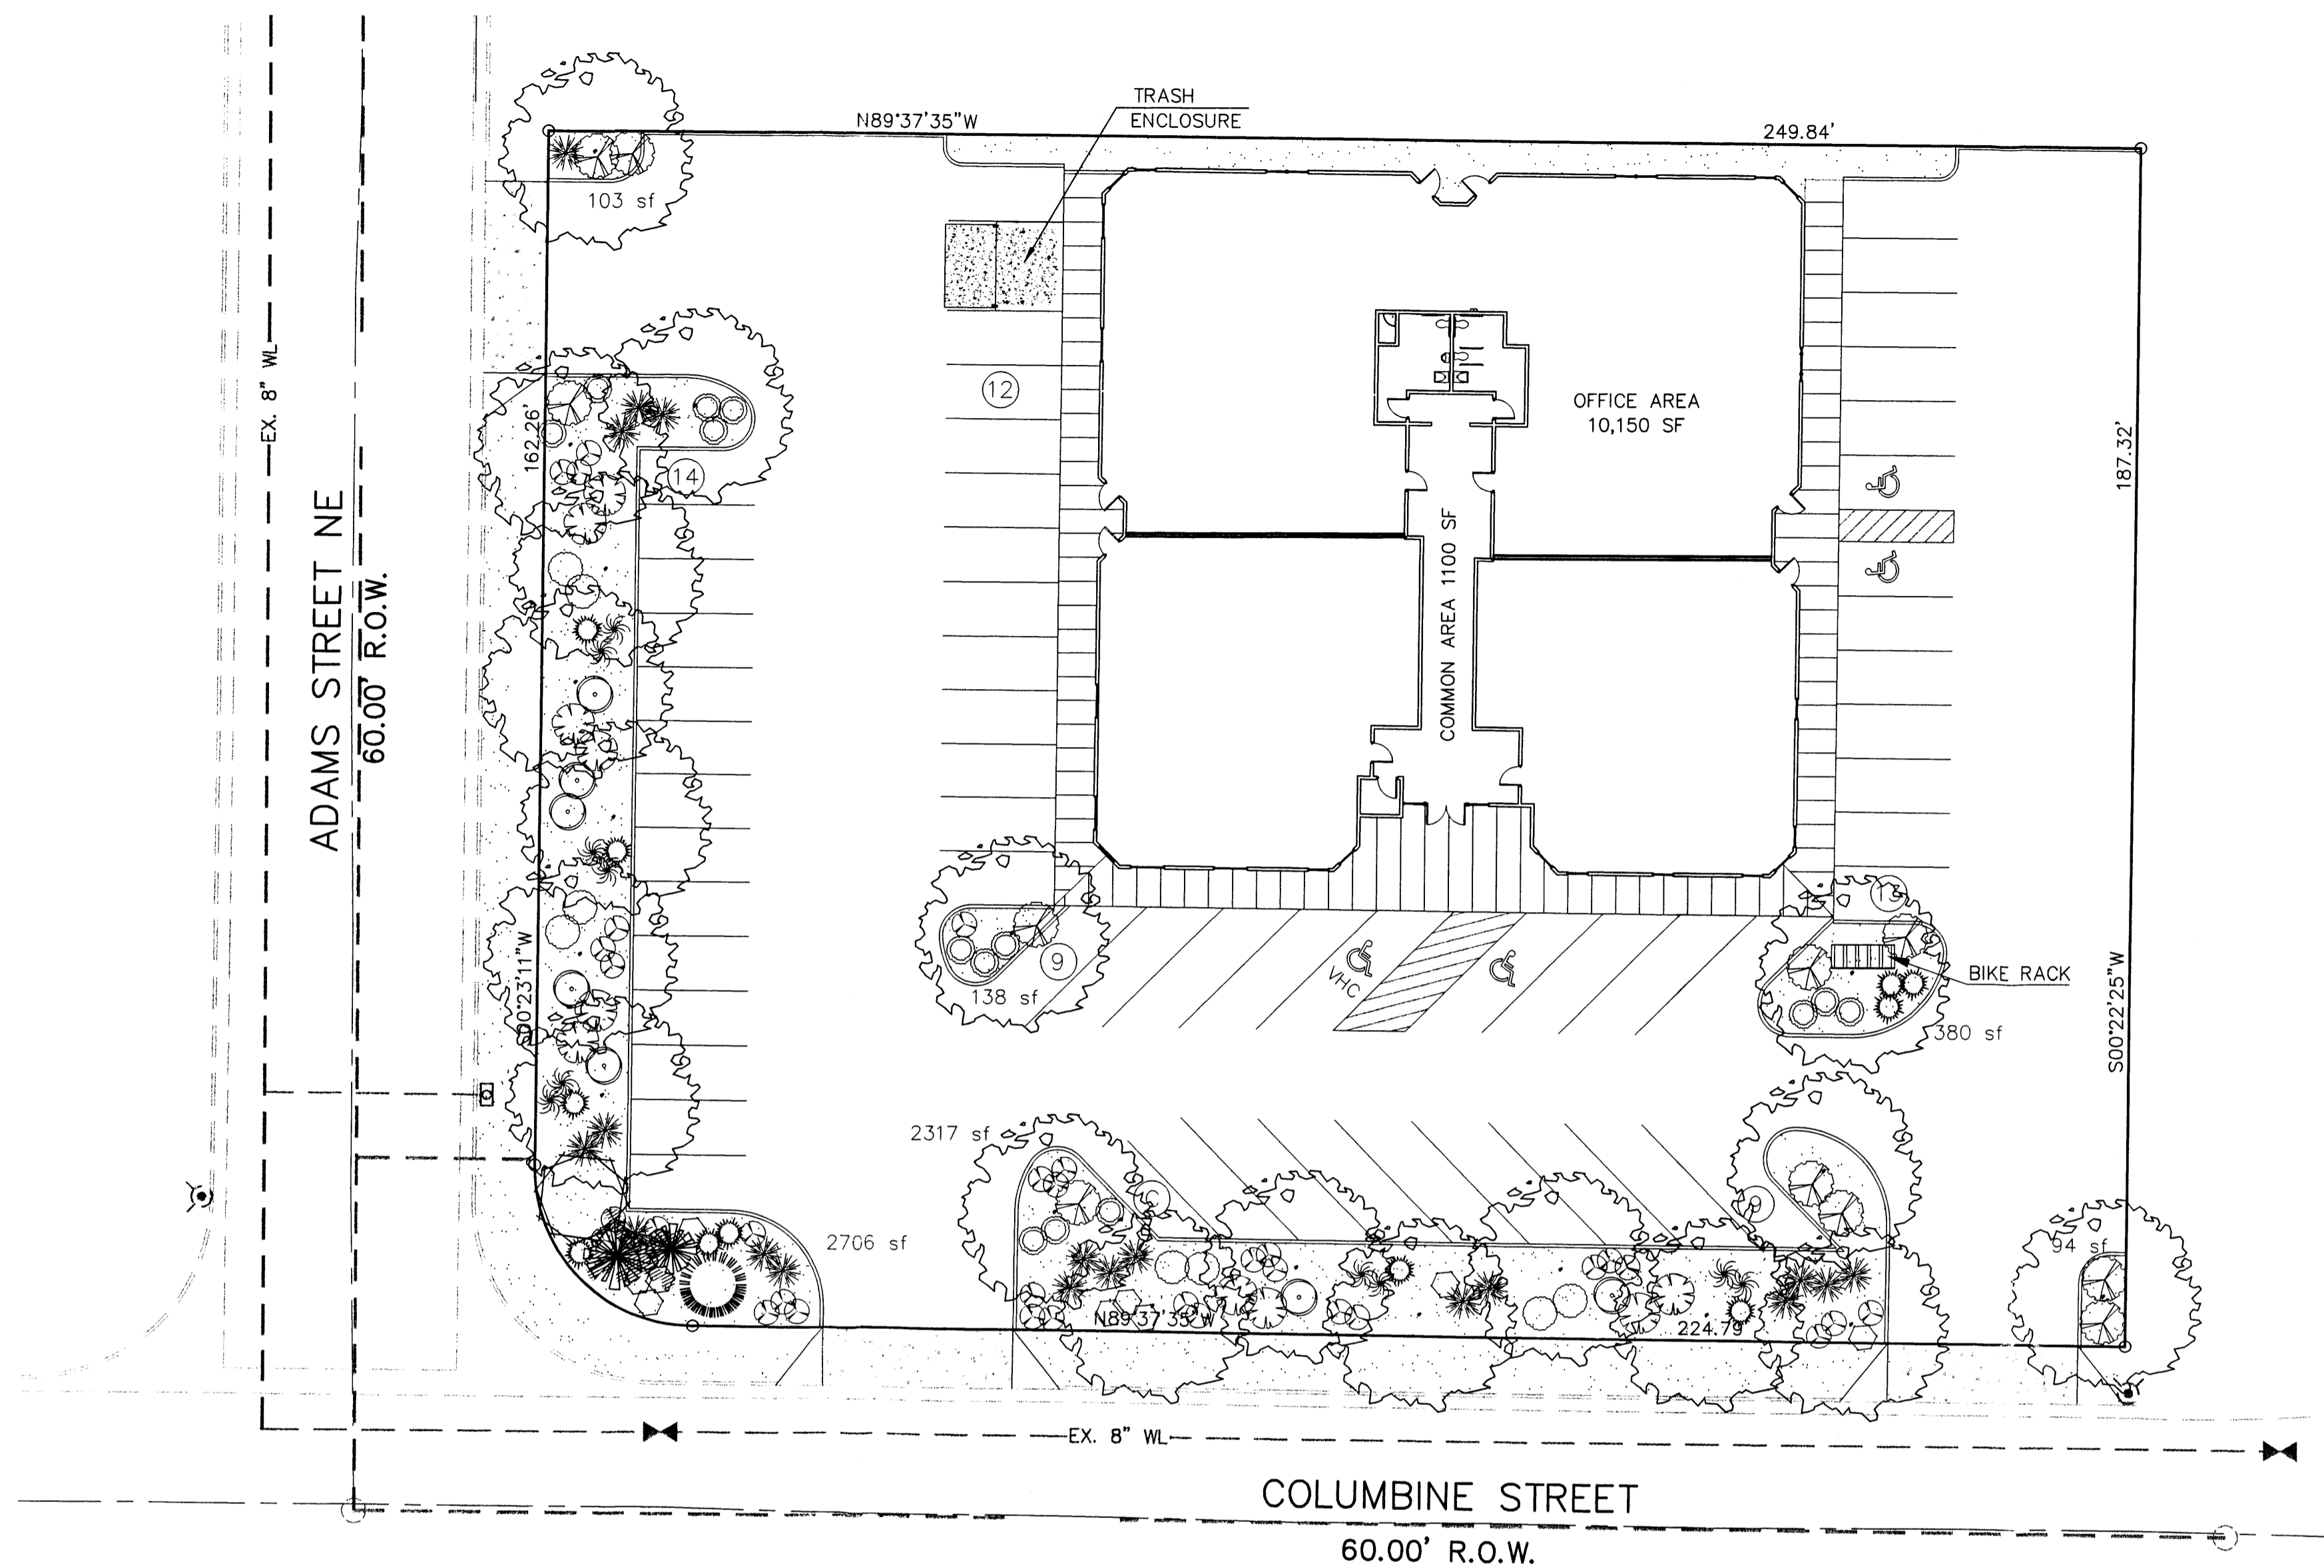 TRASH
ENCLOSURE
N89°37'35"W
249.84'
103 sf
EX. 8" WL
162.26'
12
14
OFFICE AREA
10,150 SF
187.32'
ADAMS STREET NE
60.00' R.O.W.
COMMON AREA 1100 SF
S00°23'11"W
9
138 sf
VHC
13
BIKE RACK
380 sf
S00°22'25"W
2317 sf
2706 sf
94 sf
N89°37'35"W
224.79'
EX. 8" WL
COLUMBINE STREET
60.00' R.O.W.